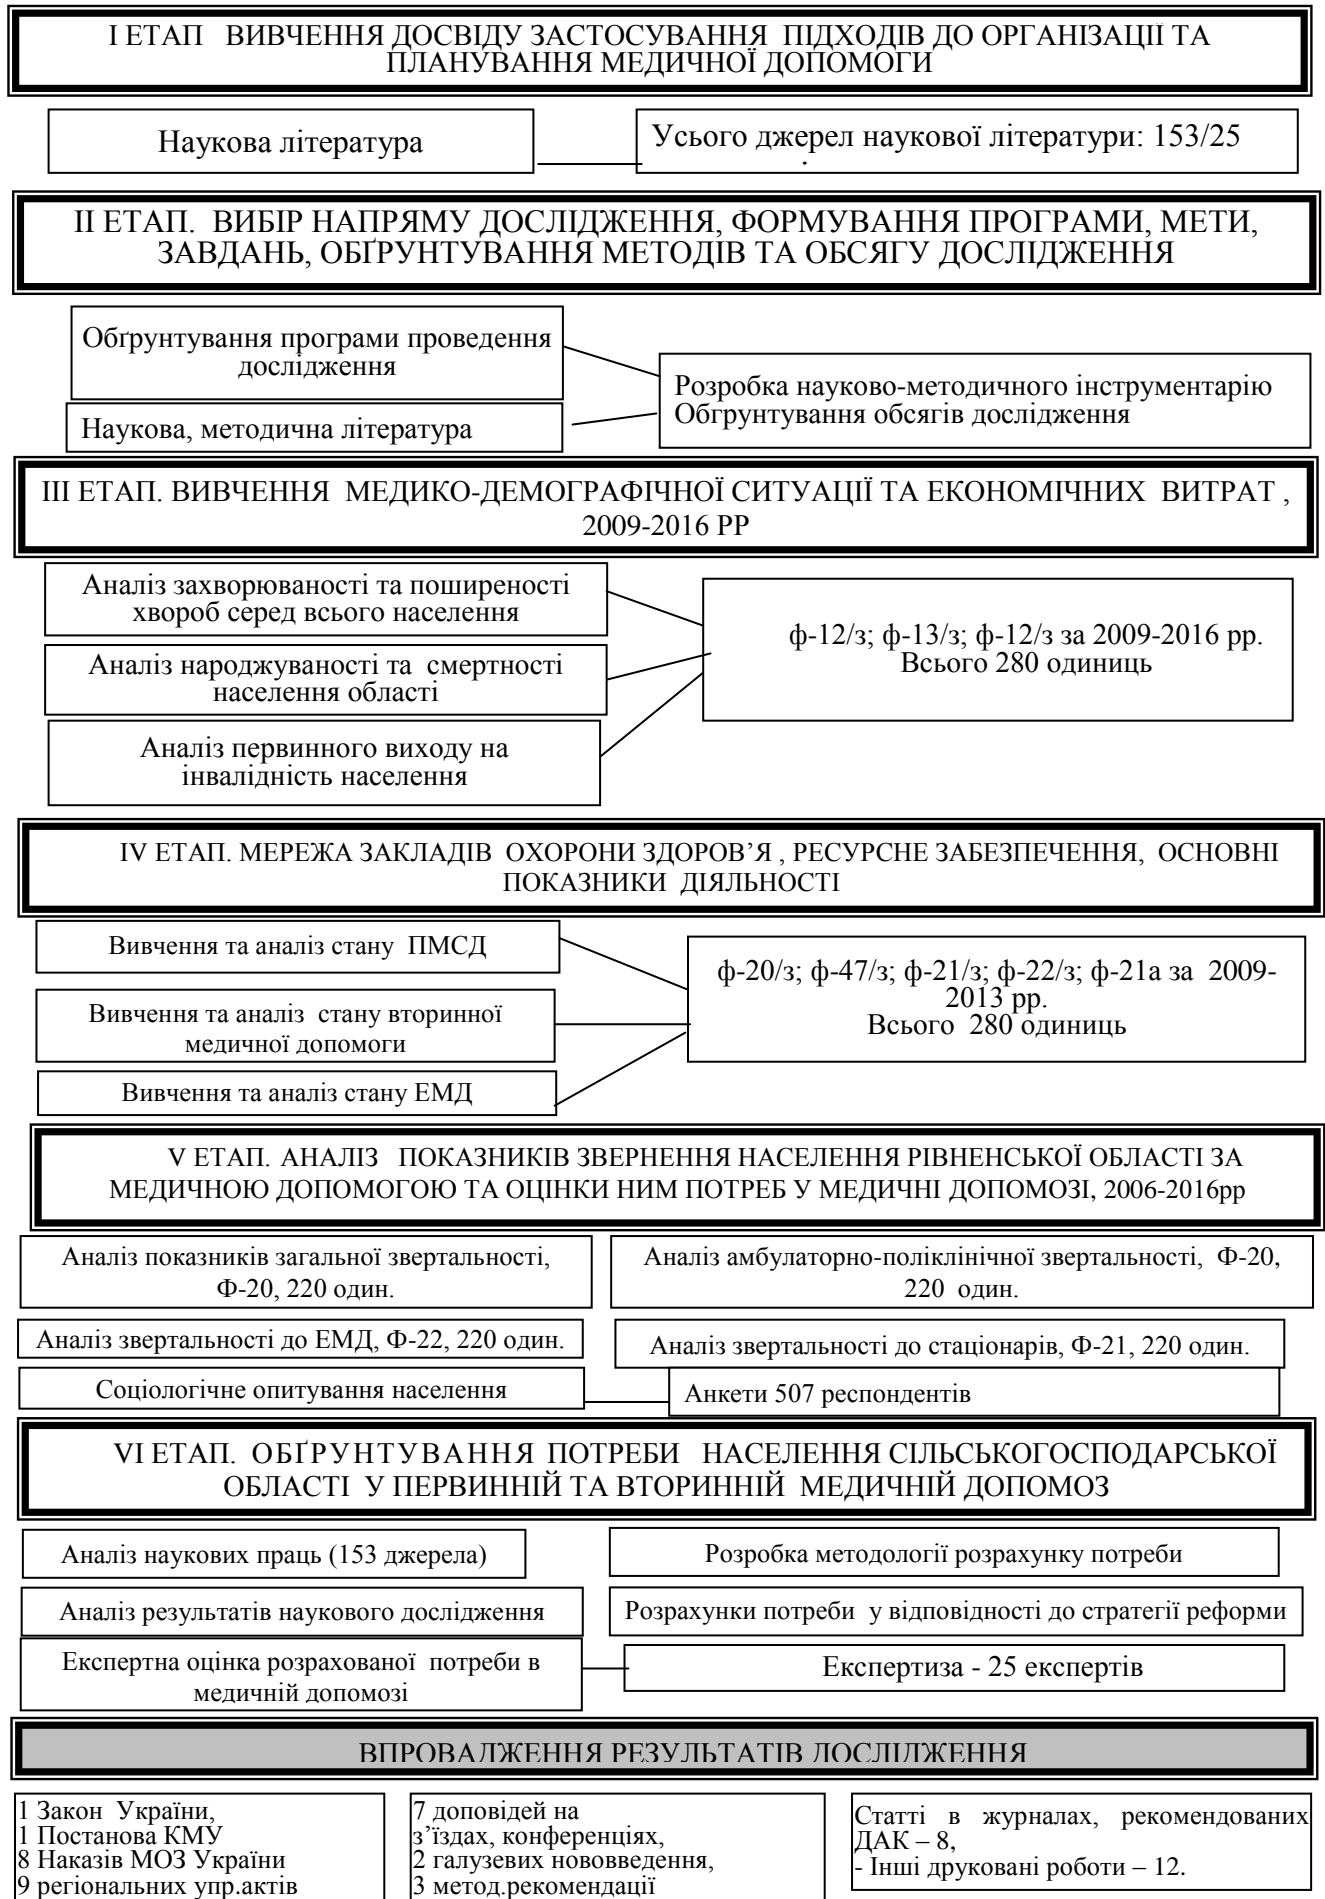 І ЕТАП ВИВЧЕННЯ ДОСВІДУ ЗАСТОСУВАННЯ ПІДХОДІВ ДО ОРГАНІЗАЦІЇ ТА
ПЛАНУВАННЯ МЕДИЧНОЇ ДОПОМОГИ
Наукова література
Усього джерел наукової літератури: 153/25
ІІ ЕТАП. ВИБІР НАПРЯМУ ДОСЛІДЖЕННЯ, ФОРМУВАННЯ ПРОГРАМИ, МЕТИ,
ЗАВДАНЬ, ОБҐРУНТУВАННЯ МЕТОДІВ ТА ОБСЯГУ ДОСЛІДЖЕННЯ
Обґрунтування програми проведення
дослідження
Наукова, методична література
Розробка науково-методичного інструментарію
Обгрунтування обсягів дослідження
ІІІ ЕТАП. ВИВЧЕННЯ МЕДИКО-ДЕМОГРАФІЧНОЇ СИТУАЦІЇ ТА ЕКОНОМІЧНИХ ВИТРАТ ,
2009-2016 РР
Аналіз захворюваності та поширеності
хвороб серед всього населення
Аналіз народжуваності та смертності
населення області
Аналіз первинного виходу на
інвалідність населення
ф-12/з; ф-13/з; ф-12/з за 2009-2016 рр.
Всього 280 одиниць
ІV ЕТАП. МЕРЕЖА ЗАКЛАДІВ ОХОРОНИ ЗДОРОВ’Я , РЕСУРСНЕ ЗАБЕЗПЕЧЕННЯ, ОСНОВНІ
ПОКАЗНИКИ ДІЯЛЬНОСТІ
Вивчення та аналіз стану ПМСД
Вивчення та аналіз стану вторинної
медичної допомоги
Вивчення та аналіз стану ЕМД
ф-20/з; ф-47/з; ф-21/з; ф-22/з; ф-21а за 2009-
2013 рр.
Всього 280 одиниць
V ЕТАП. АНАЛІЗ ПОКАЗНИКІВ ЗВЕРНЕННЯ НАСЕЛЕННЯ РІВНЕНСЬКОЇ ОБЛАСТІ ЗА
МЕДИЧНОЮ ДОПОМОГОЮ ТА ОЦІНКИ НИМ ПОТРЕБ У МЕДИЧНІ ДОПОМОЗІ, 2006-2016рр
Аналіз показників загальної звертальності,
Ф-20, 220 один.
Аналіз амбулаторно-поліклінічної звертальності, Ф-20,
220 один.
Аналіз звертальності до ЕМД, Ф-22, 220 один.
Аналіз звертальності до стаціонарів, Ф-21, 220 один.
Соціологічне опитування населення
Анкети 507 респондентів
VІ ЕТАП. ОБҐРУНТУВАННЯ ПОТРЕБИ НАСЕЛЕННЯ СІЛЬСЬКОГОСПОДАРСЬКОЇ
ОБЛАСТІ У ПЕРВИННІЙ ТА ВТОРИННІЙ МЕДИЧНІЙ ДОПОМОЗ
Аналіз наукових праць (153 джерела)
Розробка методології розрахунку потреби
Аналіз результатів наукового дослідження
Розрахунки потреби у відповідності до стратегії реформи
Експертна оцінка розрахованої потреби в
медичній допомозі
Експертиза - 25 експертів
ВПРОВАДЖЕННЯ РЕЗУЛЬТАТІВ ДОСЛІДЖЕННЯ
1 Закон України,
1 Постанова КМУ
8 Наказів МОЗ України
9 регіональних упр.актів
7 доповідей на
з’їздах, конференціях,
2 галузевих нововведення,
3 метод.рекомендації
Статті в журналах, рекомендованих
ДАК – 8,
- Інші друковані роботи – 12.